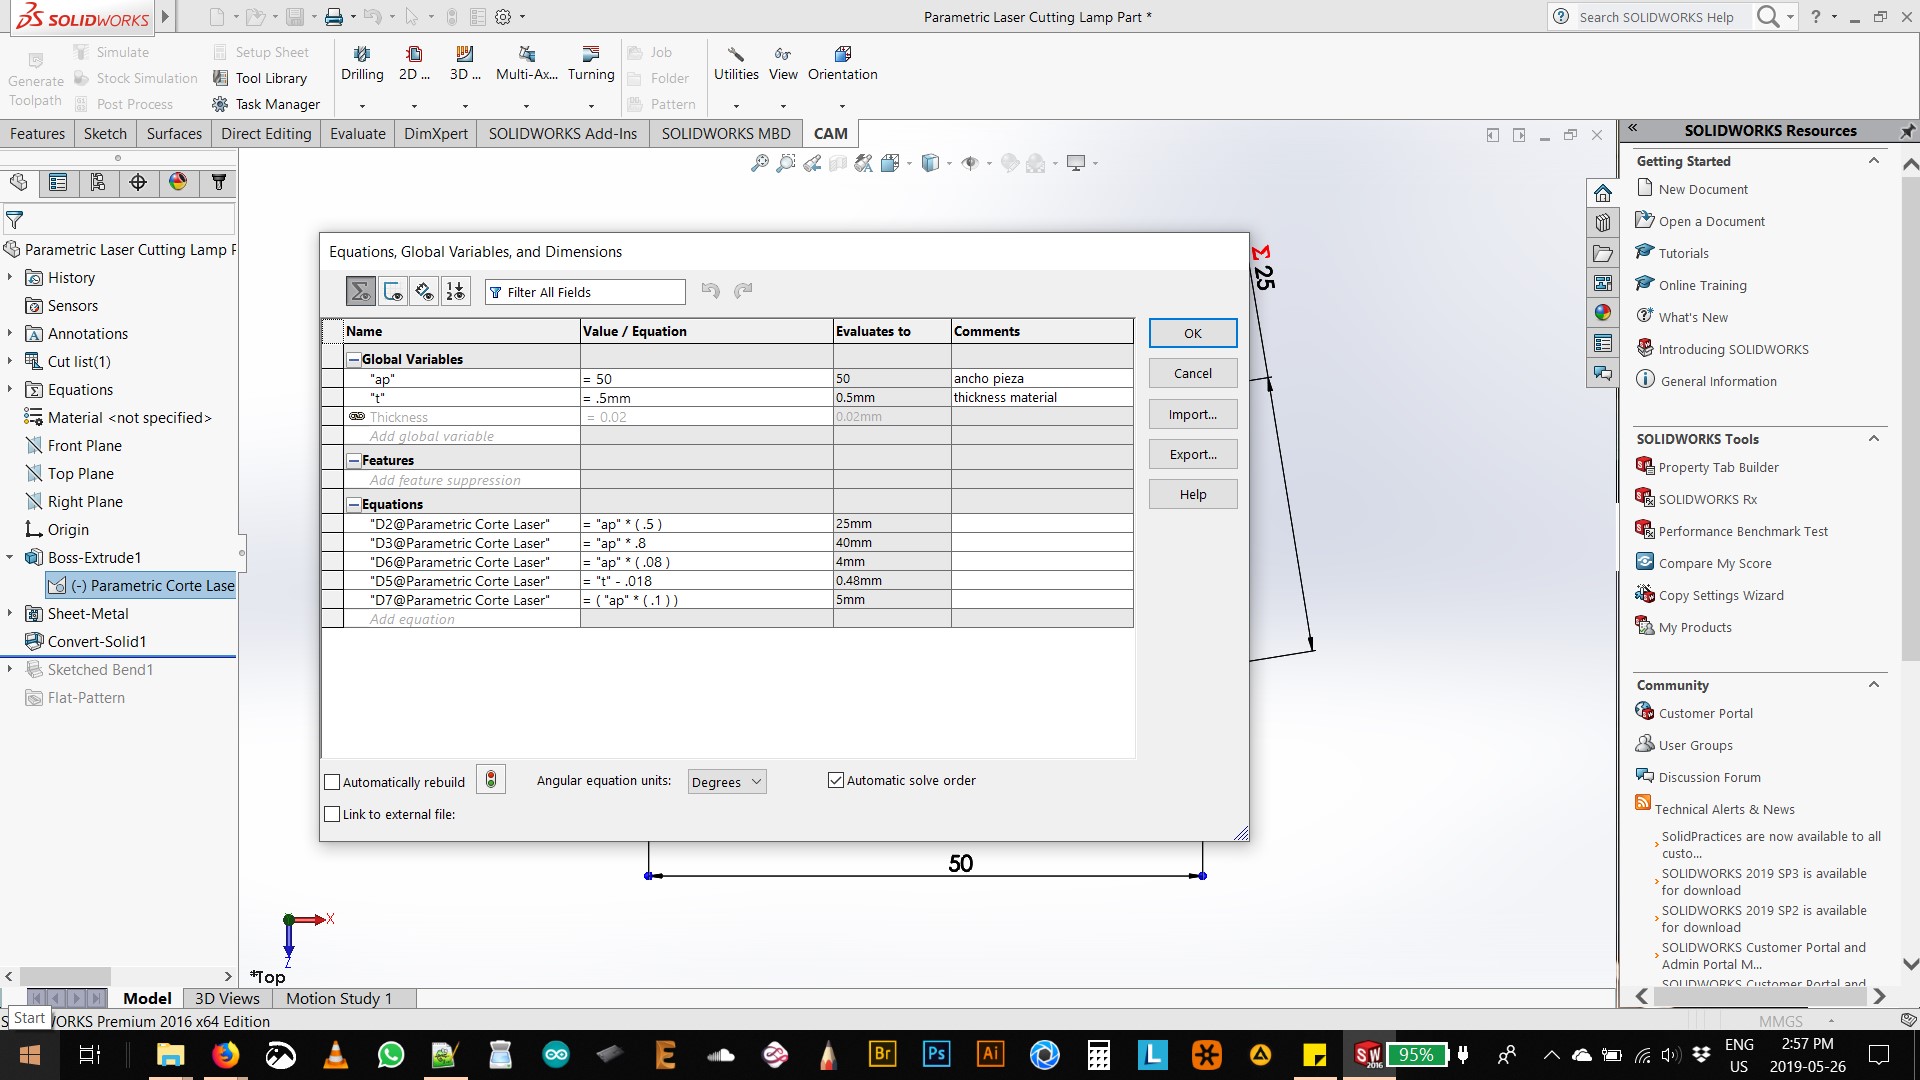 SOLIDWORKS
Parametric Laser Cutting Lamp Part *
Search SOLIDWORKS Help
?
Generate Toolpath
Simulate
Stock Simulation
Post Process
Setup Sheet
Tool Library
Task Manager
Drilling
2D ...
3D ...
Multi-Ax...
Turning
Job
Folder
Pattern
Utilities
View
Orientation
Features
Sketch
Surfaces
Direct Editing
Evaluate
DimXpert
SOLIDWORKS Add-Ins
SOLIDWORKS MBD
CAM
Parametric Laser Cutting Lamp F
History
Sensors
Annotations
Cut list(1)
Equations
Material <not specified>
Front Plane
Top Plane
Right Plane
Origin
Boss-Extrude1
(-) Parametric Corte Lase
Sheet-Metal
Convert-Solid1
Sketched Bend1
Flat-Pattern
Equations, Global Variables, and Dimensions
Filter All Fields
Name Value / Equation Evaluates to Comments
Global Variables
"ap" = 50 50 ancho pieza
"t" = .5mm 0.5mm thickness material
Thickness = 0.02 0.02mm
Add global variable
Features
Add feature suppression
Equations
"D2@Parametric Corte Laser" = "ap" * ( .5 ) 25mm
"D3@Parametric Corte Laser" = "ap" * .8 40mm
"D6@Parametric Corte Laser" = "ap" * ( .08 ) 4mm
"D5@Parametric Corte Laser" = "t" - .018 0.48mm
"D7@Parametric Corte Laser" = ( "ap" * ( .1 ) ) 5mm
Add equation
OK
Cancel
Import...
Export...
Help
Automatically rebuild
Angular equation units: Degrees
Automatic solve order
Link to external file:
Σ 25
50
X
Z
*Top
SOLIDWORKS Resources
Getting Started
New Document
Open a Document
Tutorials
Online Training
What's New
Introducing SOLIDWORKS
General Information
SOLIDWORKS Tools
Property Tab Builder
SOLIDWORKS Rx
Performance Benchmark Test
Compare My Score
Copy Settings Wizard
My Products
Community
Customer Portal
User Groups
Discussion Forum
Technical Alerts & News
SolidPractices are now available to all
custo...
SOLIDWORKS 2019 SP3 is available
for download
SOLIDWORKS 2019 SP2 is available
for download
SOLIDWORKS Customer Portal and
Admin Portal M...
SOLIDWORKS Customer Portal and
Model
3D Views
Motion Study 1
Start
ORKS Premium 2016 x64 Edition
MMGS
Br
Ps
Ai
L
SW
2016
95%
ENG
US
2:57 PM
2019-05-26